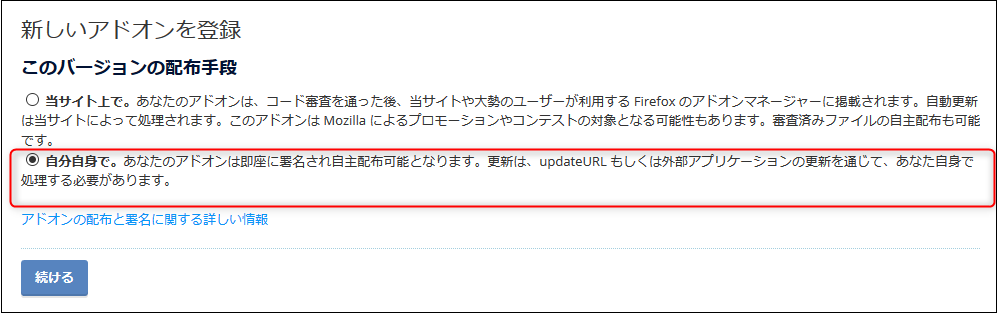 新しいアドオンを登録
このバージョンの配布手段
当サイト上で。あなたのアドオンは、コード審査を通った後、当サイトや大勢のユーザーが利用する Firefox のアドオンマネージャーに掲載されます。自動更新
は当サイトによって処理されます。このアドオンは Mozilla によるプロモーションやコンテストの対象となる可能性もあります。審査済みファイルの自主配布も可能
です。
自分自身で。あなたのアドオンは即座に署名され自主配布可能となります。更新は、updateURL もしくは外部アプリケーションの更新を通じて、あなた自身で
処理する必要があります。
アドオンの配布と署名に関する詳しい情報
続ける